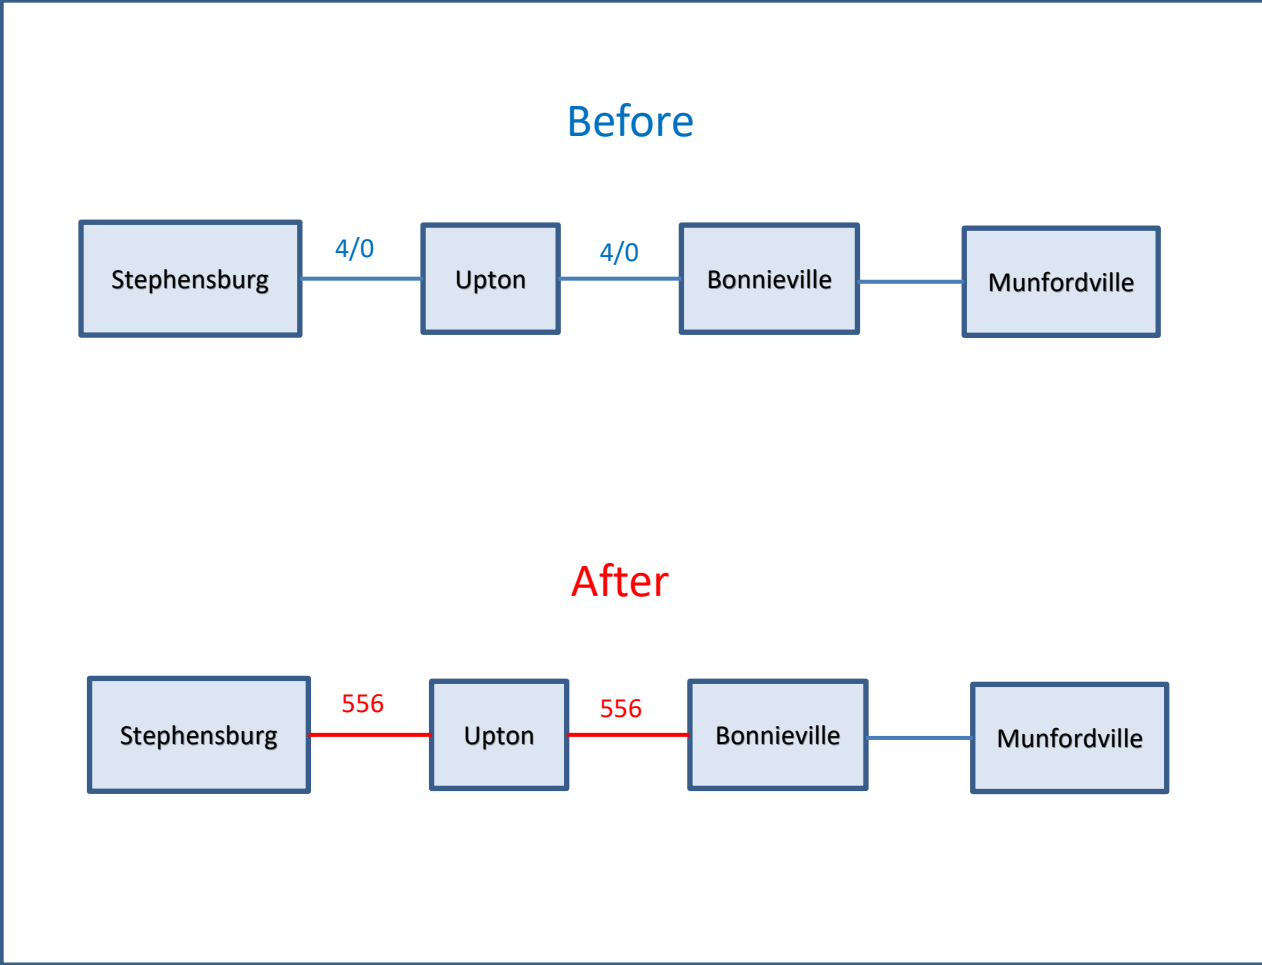 Before
4/0
4/0
Stephensburg
Upton
Bonnieville
Munfordville
After
556
556
Stephensburg
Upton
Bonnieville
Munfordville